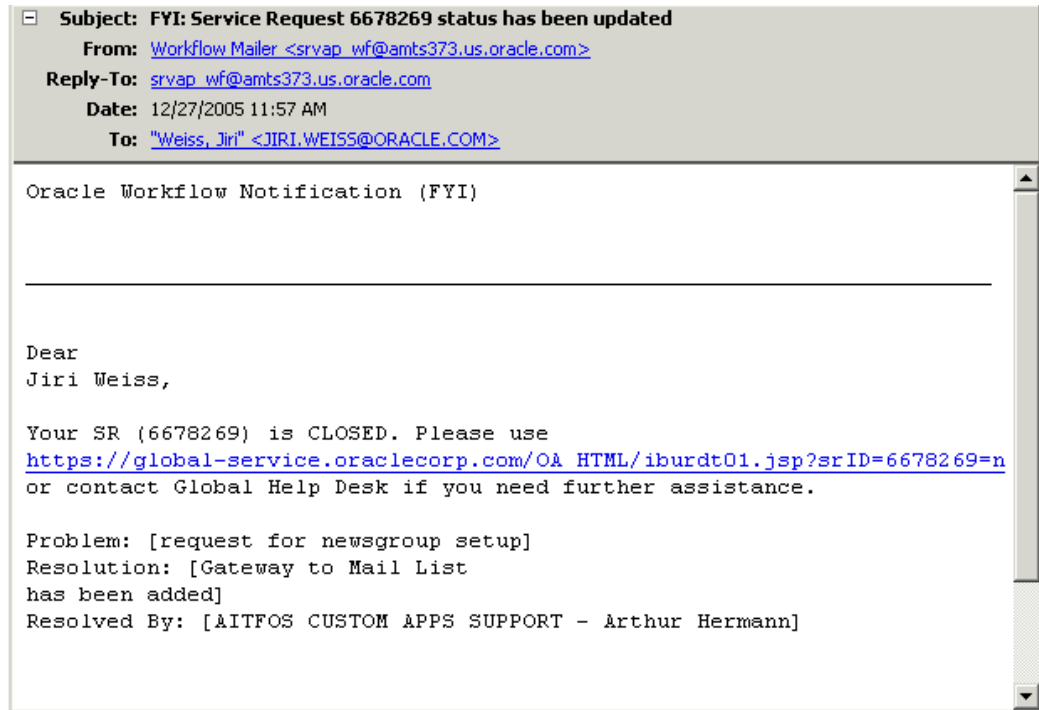 Subject: FYI: Service Request 6678269 status has been updated
From: Workflow Mailer <srvap_wf@amts373.us.oracle.com>
Reply-To: srvap_wf@amts373.us.oracle.com
Date: 12/27/2005 11:57 AM
To: "Weiss, Jiri" <JIRI.WEISS@ORACLE.COM>
Oracle Workflow Notification (FYI)
Dear
Jiri Weiss,
Your SR (6678269) is CLOSED. Please use
https://global-service.oraclecorp.com/OA_HTML/iburdt01.jsp?srID=6678269=n
or contact Global Help Desk if you need further assistance.
Problem: [request for newsgroup setup]
Resolution: [Gateway to Mail List
has been added]
Resolved By: [AITFOS CUSTOM APPS SUPPORT - Arthur Hermann]